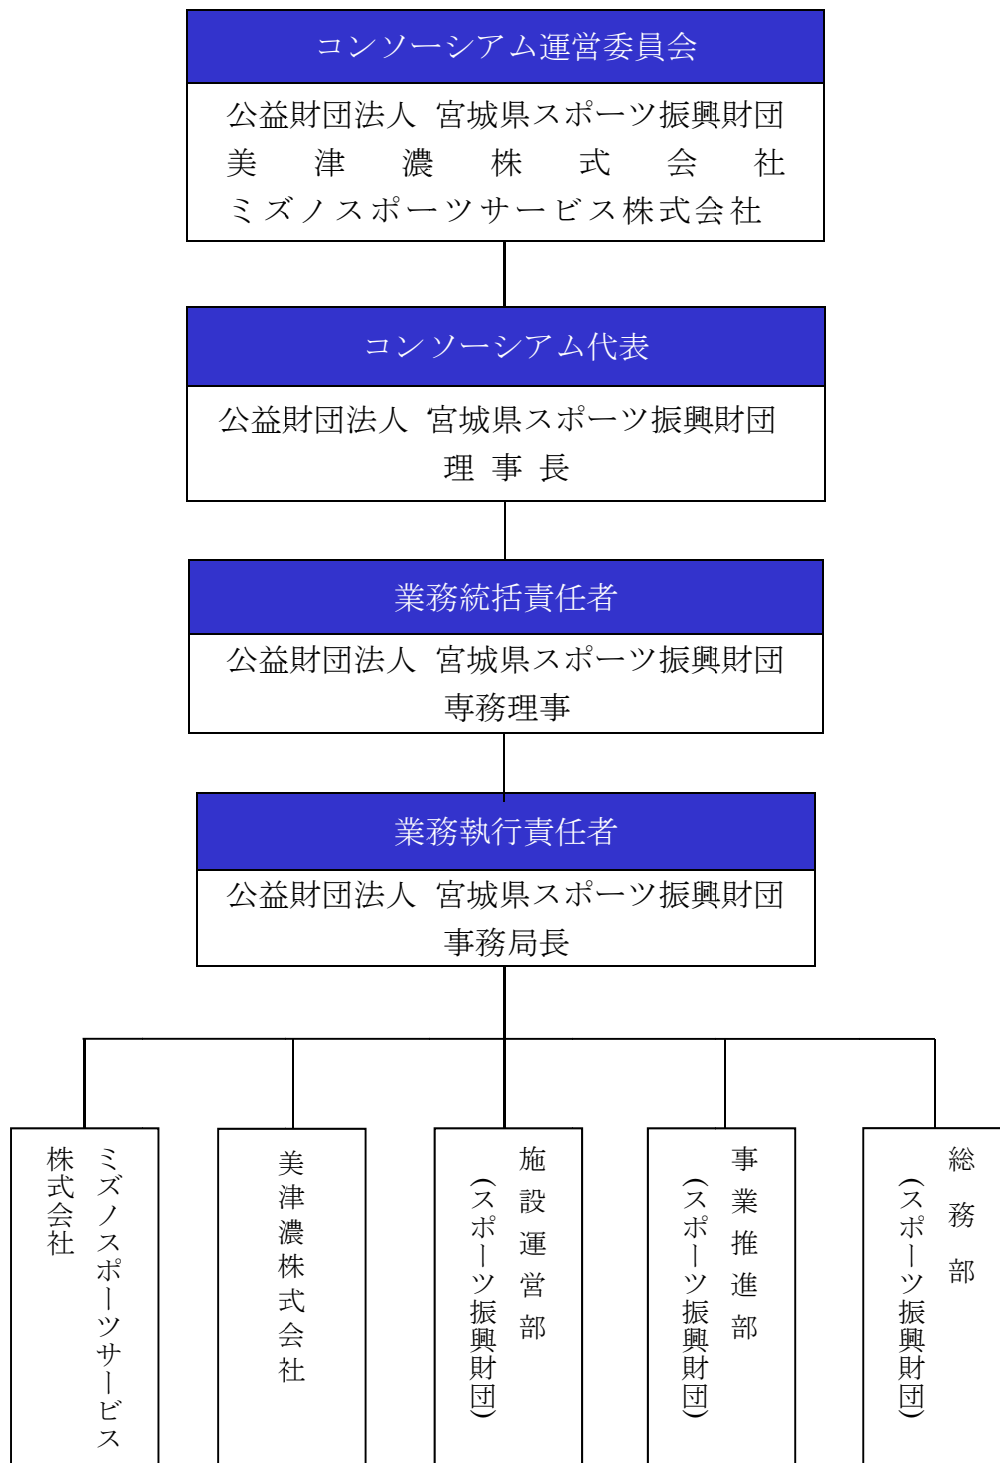 コンソーシアム運営委員会
公益財団法人 宮城県スポーツ振興財団
美津濃株式会社
ミズノスポーツサービス株式会社
コンソーシアム代表
公益財団法人 宮城県スポーツ振興財団
理事長
業務統括責任者
公益財団法人 宮城県スポーツ振興財団
専務理事
業務執行責任者
公益財団法人 宮城県スポーツ振興財団
事務局長
総務部
(スポーツ振興財団)
事業推進部
(スポーツ振興財団)
施設運営部
(スポーツ振興財団)
美津濃株式会社
ミズノスポーツサービス
株式会社